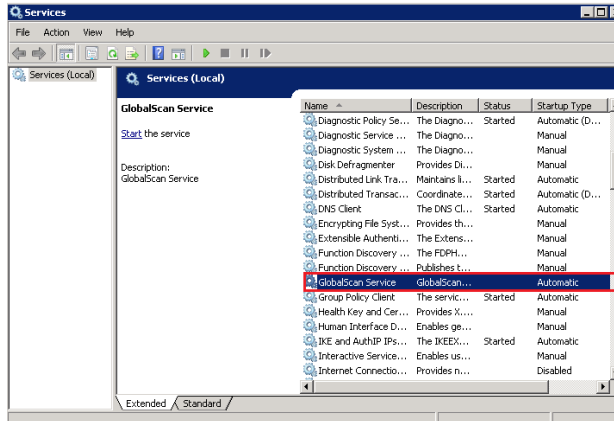 Services
File Action View Help
Services (Local)
Services (Local)
GlobalScan Service
Start the service
Description:
GlobalScan Service
Name Description Status Startup Type
Diagnostic Policy Se... The Diagno... Started Automatic (D...
Diagnostic Service ... The Diagno... Manual
Diagnostic System ... The Diagno... Manual
Disk Defragmenter Provides Di... Manual
Distributed Link Tra... Maintains li... Started Automatic
Distributed Transac... Coordinate... Started Automatic (D...
DNS Client The DNS Cl... Started Automatic
Encrypting File Syst... Provides th... Manual
Extensible Authenti... The Extens... Manual
Function Discovery ... The FDPH... Manual
Function Discovery ... Publishes t... Manual
GlobalScan Service GlobalScan... Automatic
Group Policy Client The servic... Started Automatic
Health Key and Cer... Provides X.... Manual
Human Interface D... Enables ge... Manual
IKE and AuthIP IPs... The IKEEX... Started Automatic
Interactive Service... Enables us... Manual
Internet Connectio... Provides n... Disabled
Extended Standard